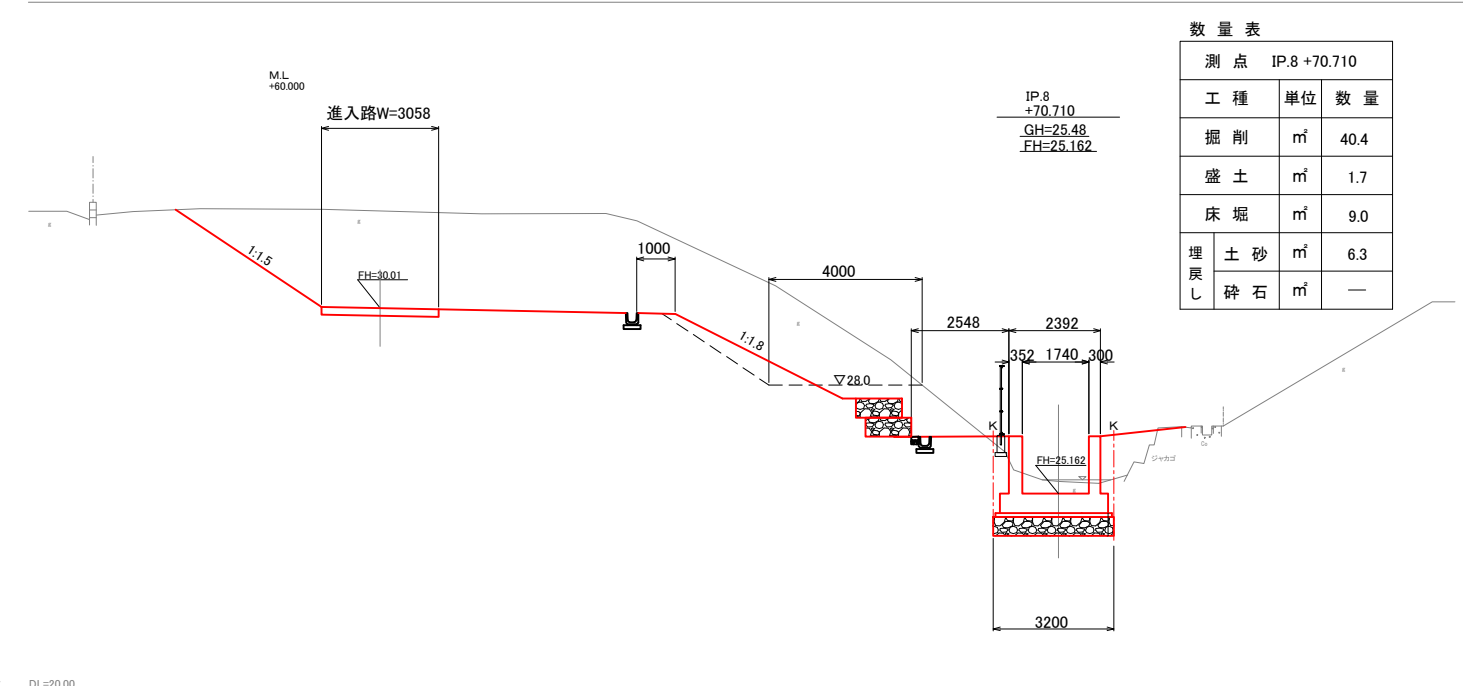 数 量 表
測 点 IP.8 +70.710
工 種 単位 数 量
掘 削 ㎡ 40.4
盛 土 ㎡ 1.7
床 堀 ㎡ 9.0
埋戻し 土 砂 ㎡ 6.3
砕 石 ㎡ —
M.L
+60.000
進入路W=3058
IP.8
+70.710
GH=25.48
FH=25.162
1:1.5
FH=30.01
1000
4000
1:1.8
▽28.0
2548
2392
352 1740 300
K
K
FH=25.162
ジャカゴ
Co
g
g
g
g
g
3200
DL=20.00